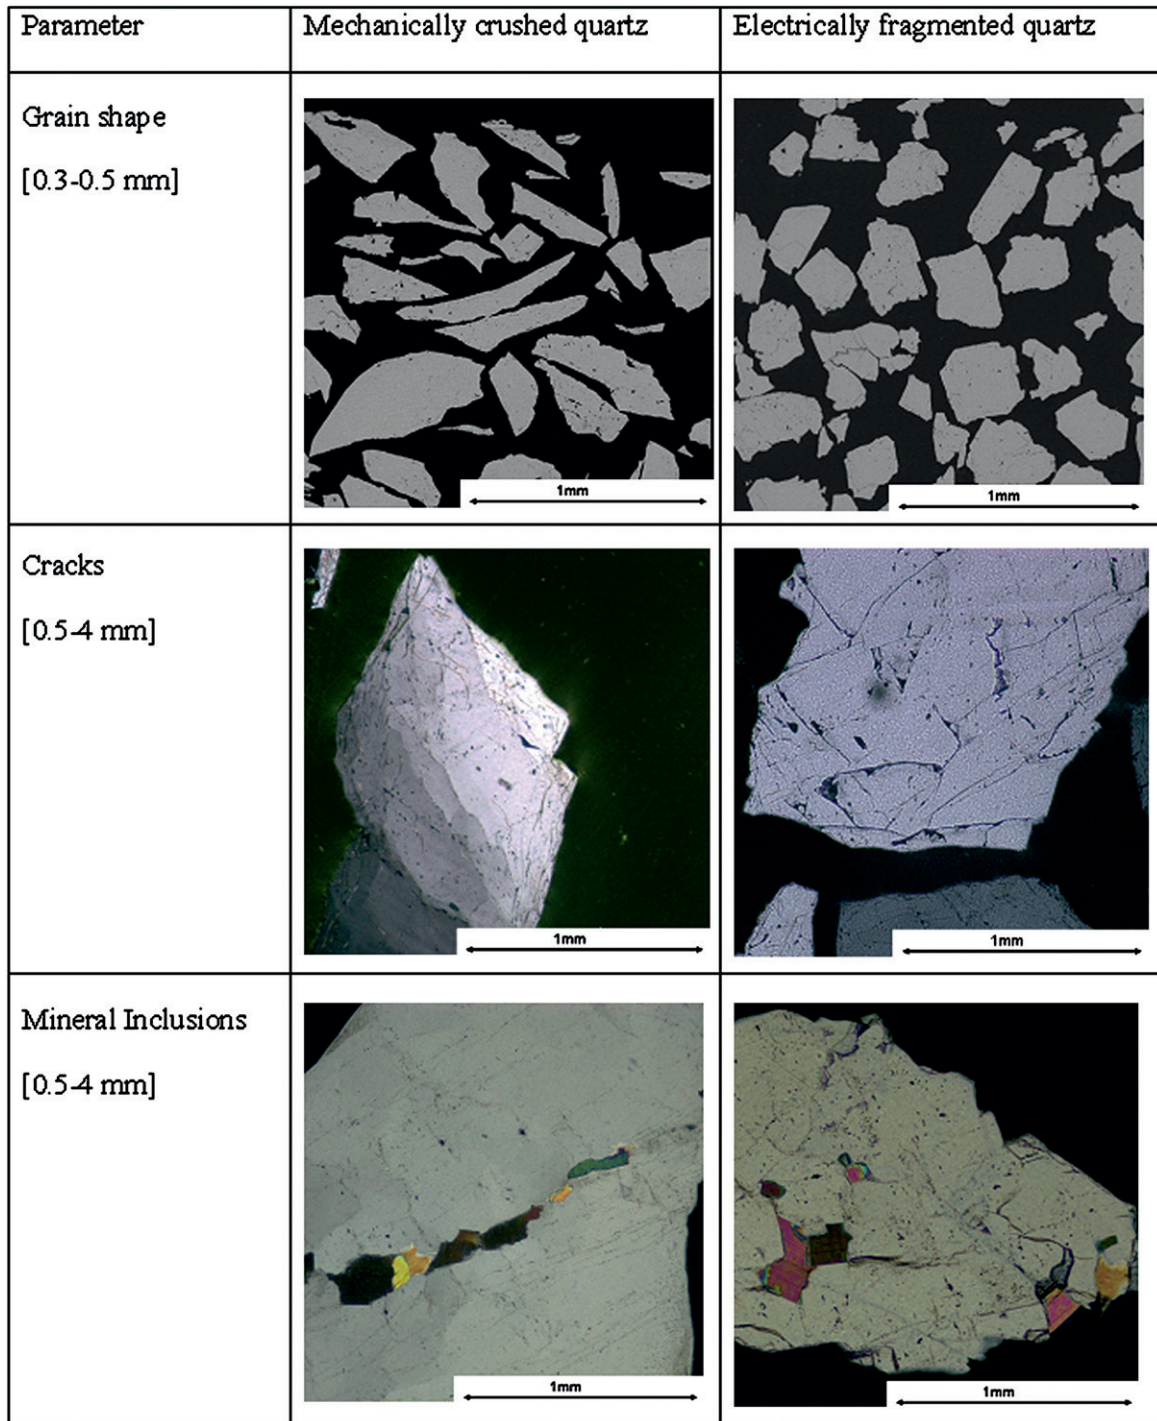 Parameter
Mechanically crushed quartz
Electrically fragmented quartz
Grain shape
[0.3-0.5 mm]
1mm
1mm
Cracks
[0.5-4 mm]
1mm
1mm
Mineral Inclusions
[0.5-4 mm]
1mm
1mm